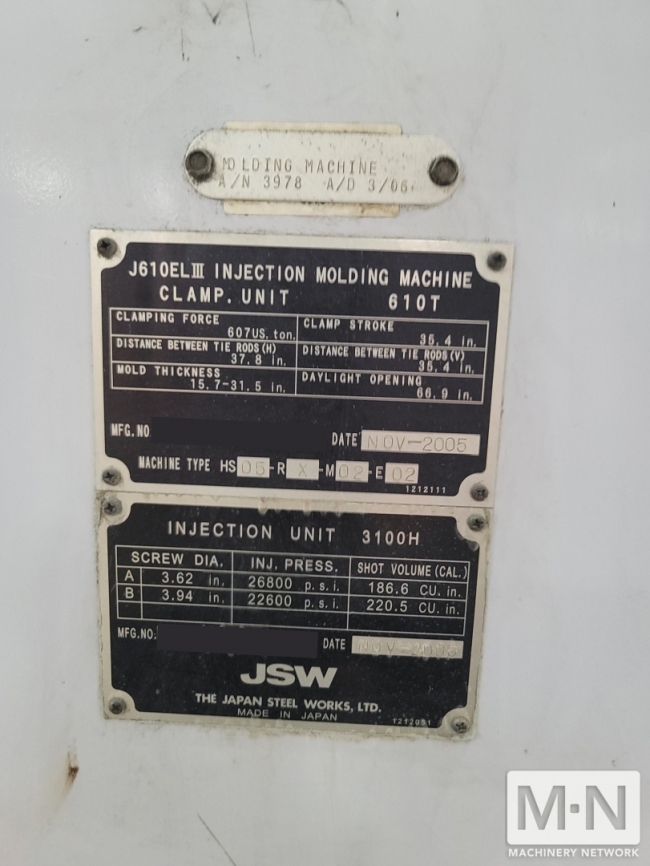 MOLDING MACHINE
A/N 3978 A/D 3/06
J610ELⅢ INJECTION MOLDING MACHINE
CLAMP. UNIT 610T
CLAMPING FORCE 607US. ton. CLAMP STROKE 35.4 in.
DISTANCE BETWEEN TIE RODS(H) 37.8 in. DISTANCE BETWEEN TIE RODS(V) 35.4 in.
MOLD THICKNESS 15.7-31.5 in. DAYLIGHT OPENING 66.9 in.
MFG.NO DATE NOV-2005
MACHINE TYPE HS 05-R X-M 02-E 02
1212111
INJECTION UNIT 3100H
SCREW DIA. INJ. PRESS. SHOT VOLUME (CAL.)
A 3.62 in. 26800 p.s.i. 186.6 CU. in.
B 3.94 in. 22600 p.s.i. 220.5 CU. in.
MFG.NO. DATE NOV-2005
JSW
THE JAPAN STEEL WORKS, LTD.
MADE IN JAPAN
1212051
M·N
MACHINERY NETWORK